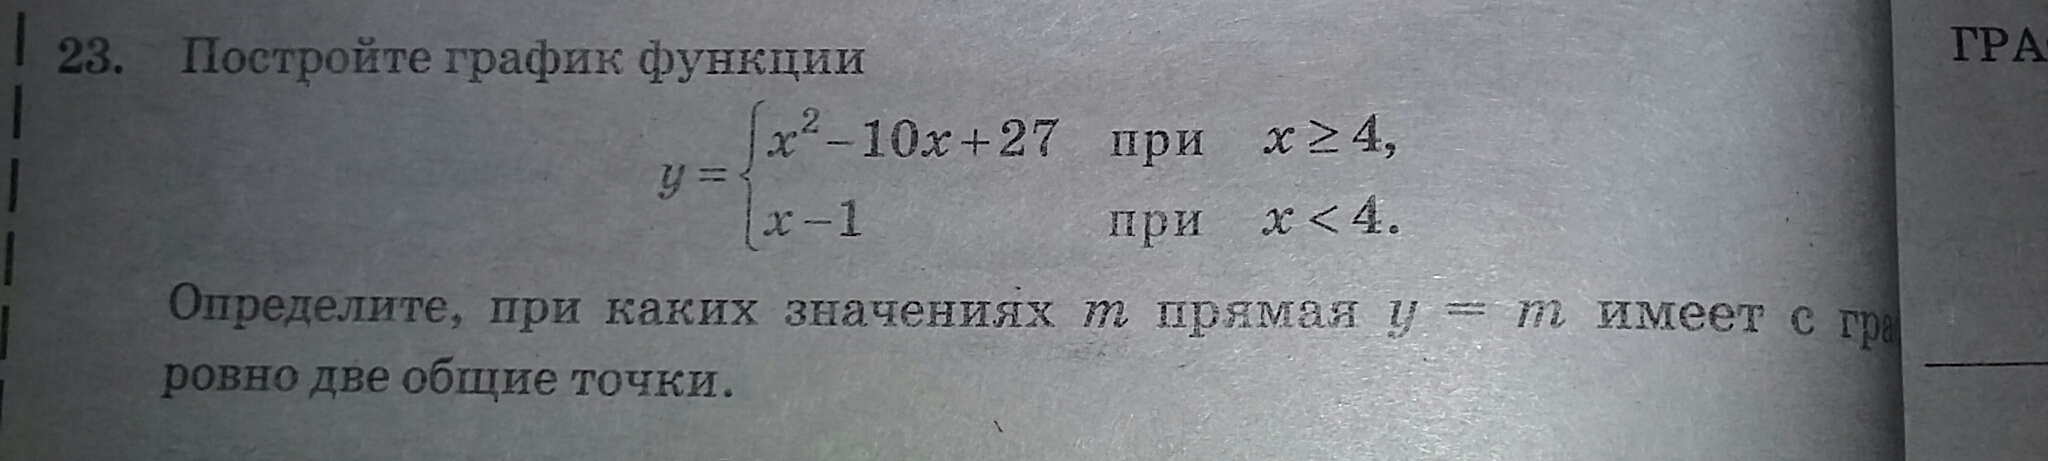 23. Постройте график функции
y = { x² − 10x + 27 при x ≥ 4,
x − 1 при x < 4.
Определите, при каких значениях m прямая y = m имеет с гра
ровно две общие точки.
ГРА